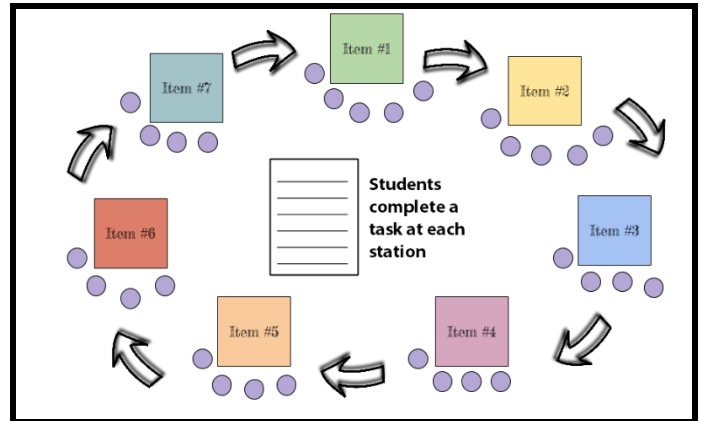 Item #1
Item #2
Item #3
Item #4
Item #5
Item #6
Item #7
Students
complete a
task at each
station